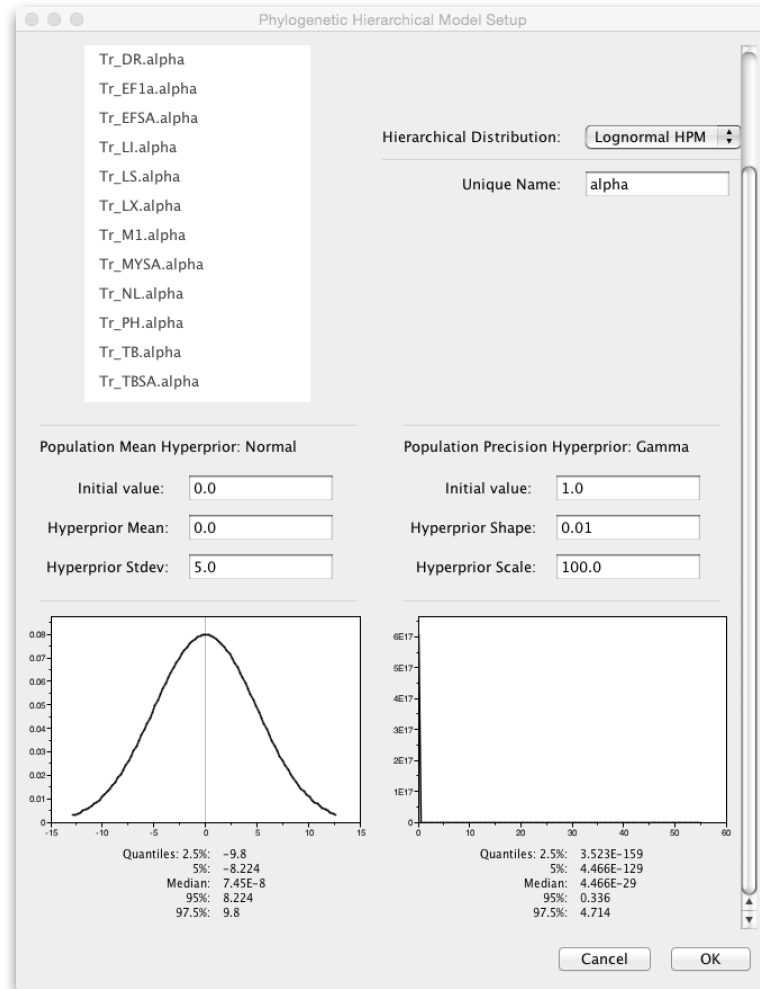 Phylogenetic Hierarchical Model Setup
Tr_DR.alpha
Tr_EF1a.alpha
Tr_EFSA.alpha
Tr_LI.alpha
Tr_LS.alpha
Tr_LX.alpha
Tr_M1.alpha
Tr_MYSA.alpha
Tr_NL.alpha
Tr_PH.alpha
Tr_TB.alpha
Tr_TBSA.alpha
Hierarchical Distribution: Lognormal HPM
Unique Name: alpha
Population Mean Hyperprior: Normal
Initial value: 0.0
Hyperprior Mean: 0.0
Hyperprior Stdev: 5.0
Population Precision Hyperprior: Gamma
Initial value: 1.0
Hyperprior Shape: 0.01
Hyperprior Scale: 100.0
0.08
0.07
0.06
0.05
0.04
0.03
0.02
0.01
0
-15 -10 -5 0 5 10 15
Quantiles: 2.5%: -9.8
5%: -8.224
Median: 7.45E-8
95%: 8.224
97.5%: 9.8
6E17
5E17
4E17
3E17
2E17
1E17
0
0 10 20 30 40 50 60
Quantiles: 2.5%: 3.523E-159
5%: 4.466E-129
Median: 4.466E-29
95%: 0.336
97.5%: 4.714
Cancel OK